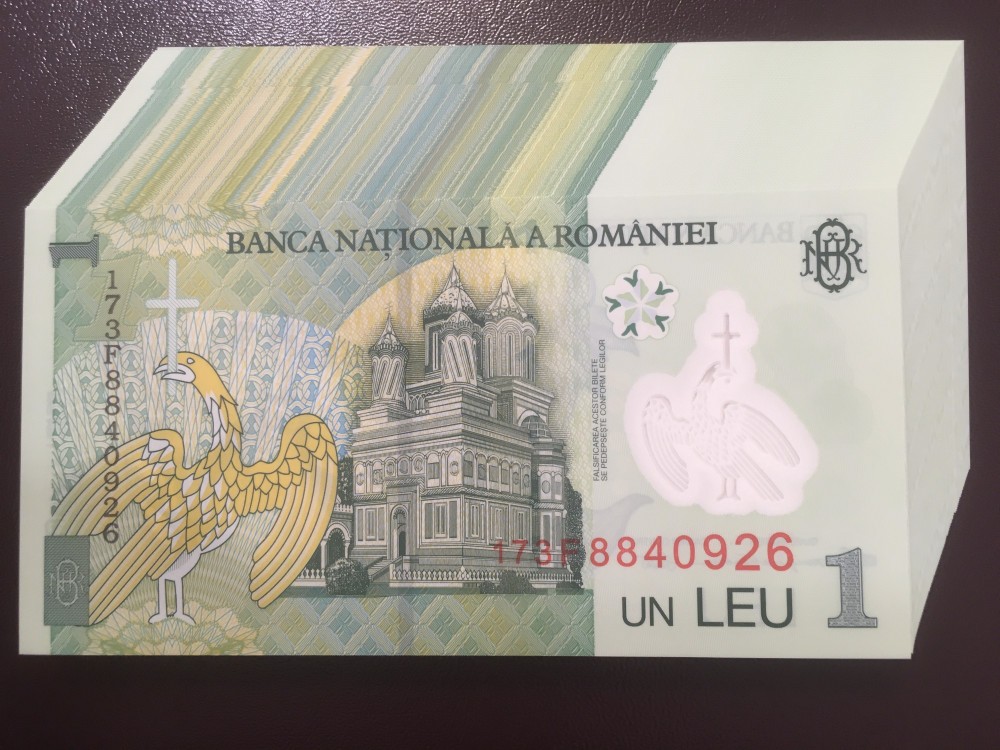 BANCA NAȚIONALĂ A ROMÂNIEI
1
173F8840926
FALSIFICAREA ACESTOR BILETE
SE PEDEPSEȘTE CONFORM LEGILOR
173F8840926
UN LEU
1